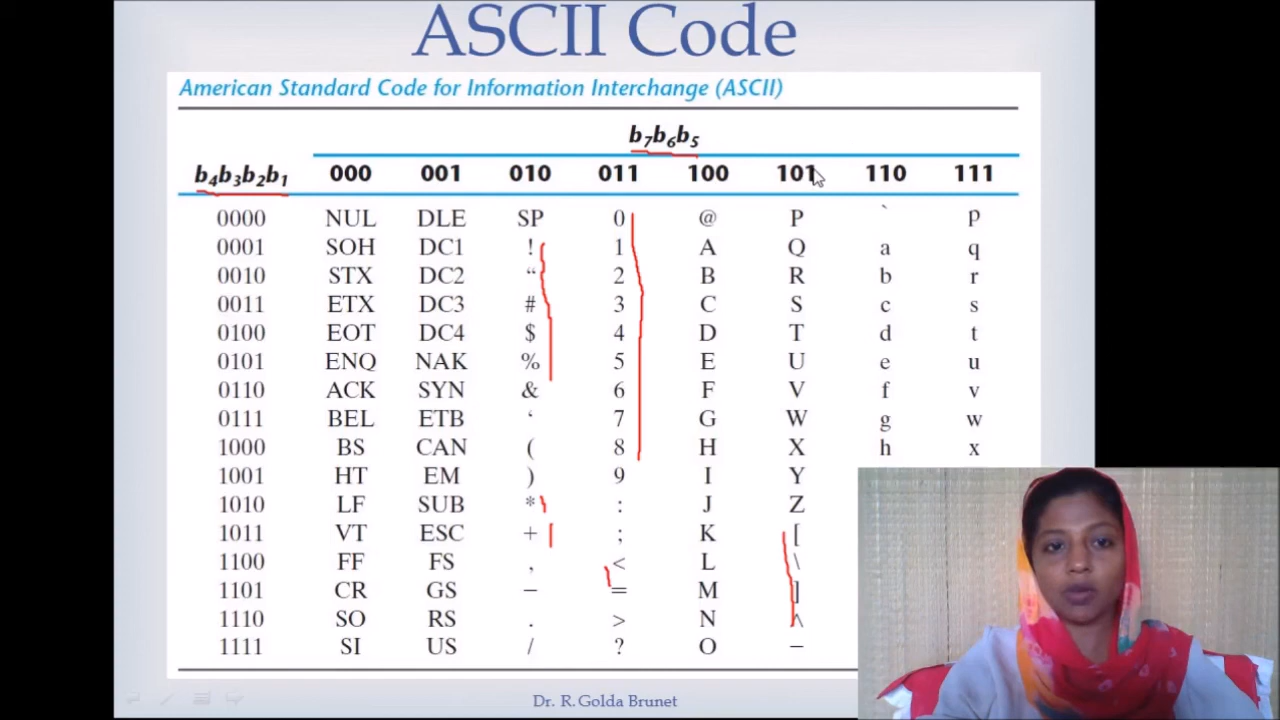 ASCII Code
American Standard Code for Information Interchange (ASCII)
b7b6b5
b4b3b2b1 000 001 010 011 100 101 110 111
0000 NUL DLE SP 0 @ P ` p
0001 SOH DC1 ! 1 A Q a q
0010 STX DC2 “ 2 B R b r
0011 ETX DC3 # 3 C S c s
0100 EOT DC4 $ 4 D T d t
0101 ENQ NAK % 5 E U e u
0110 ACK SYN & 6 F V f v
0111 BEL ETB ‘ 7 G W g w
1000 BS CAN ( 8 H X h x
1001 HT EM ) 9 I Y
1010 LF SUB * : J Z
1011 VT ESC + ; K [
1100 FF FS , < L \
1101 CR GS − = M ]
1110 SO RS . > N ^
1111 SI US / ? O −
Dr. R. Golda Brunet